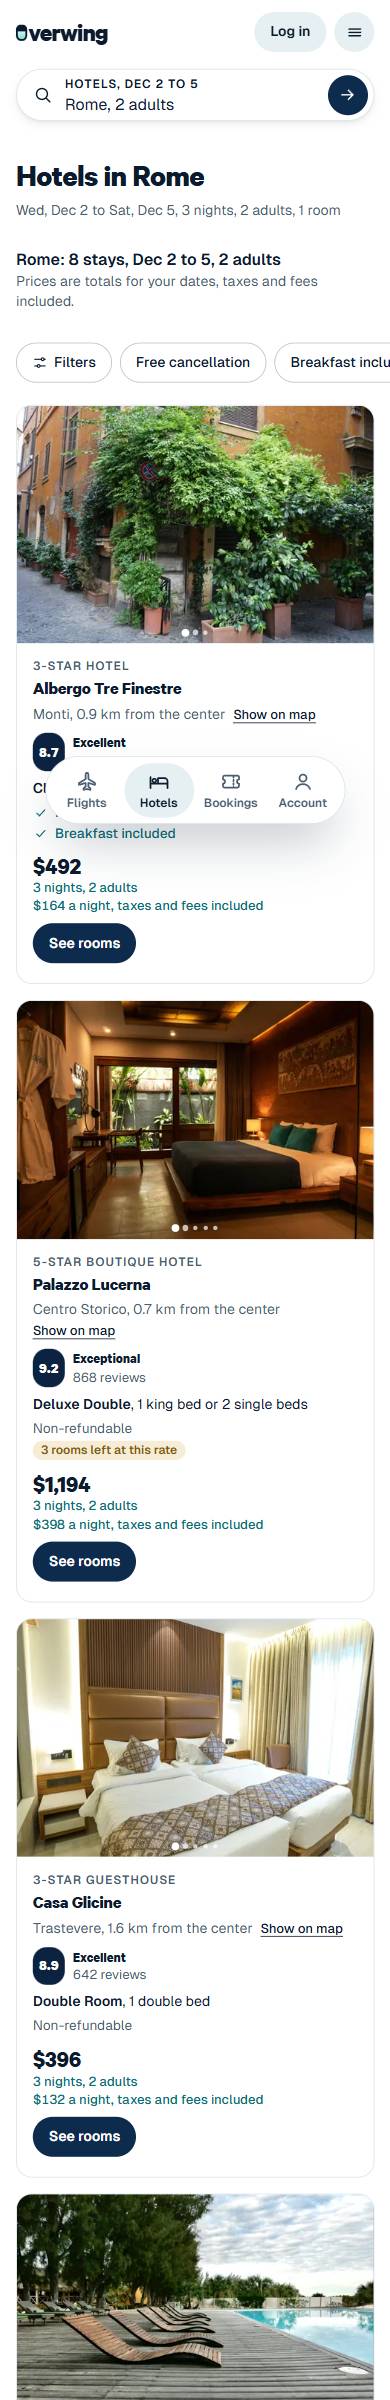 verwing
Log in
HOTELS, DEC 2 TO 5
Rome, 2 adults
Hotels in Rome
Wed, Dec 2 to Sat, Dec 5, 3 nights, 2 adults, 1 room
Rome: 8 stays, Dec 2 to 5, 2 adults
Prices are totals for your dates, taxes and fees
included.
Filters
Free cancellation
Breakfast inclu
3-STAR HOTEL
Albergo Tre Finestre
Monti, 0.9 km from the center Show on map
8.7 Excellent
Flights
Hotels
Bookings
Account
Breakfast included
$492
3 nights, 2 adults
$164 a night, taxes and fees included
See rooms
5-STAR BOUTIQUE HOTEL
Palazzo Lucerna
Centro Storico, 0.7 km from the center
Show on map
9.2 Exceptional
868 reviews
Deluxe Double, 1 king bed or 2 single beds
Non-refundable
3 rooms left at this rate
$1,194
3 nights, 2 adults
$398 a night, taxes and fees included
See rooms
3-STAR GUESTHOUSE
Casa Glicine
Trastevere, 1.6 km from the center Show on map
8.9 Excellent
642 reviews
Double Room, 1 double bed
Non-refundable
$396
3 nights, 2 adults
$132 a night, taxes and fees included
See rooms